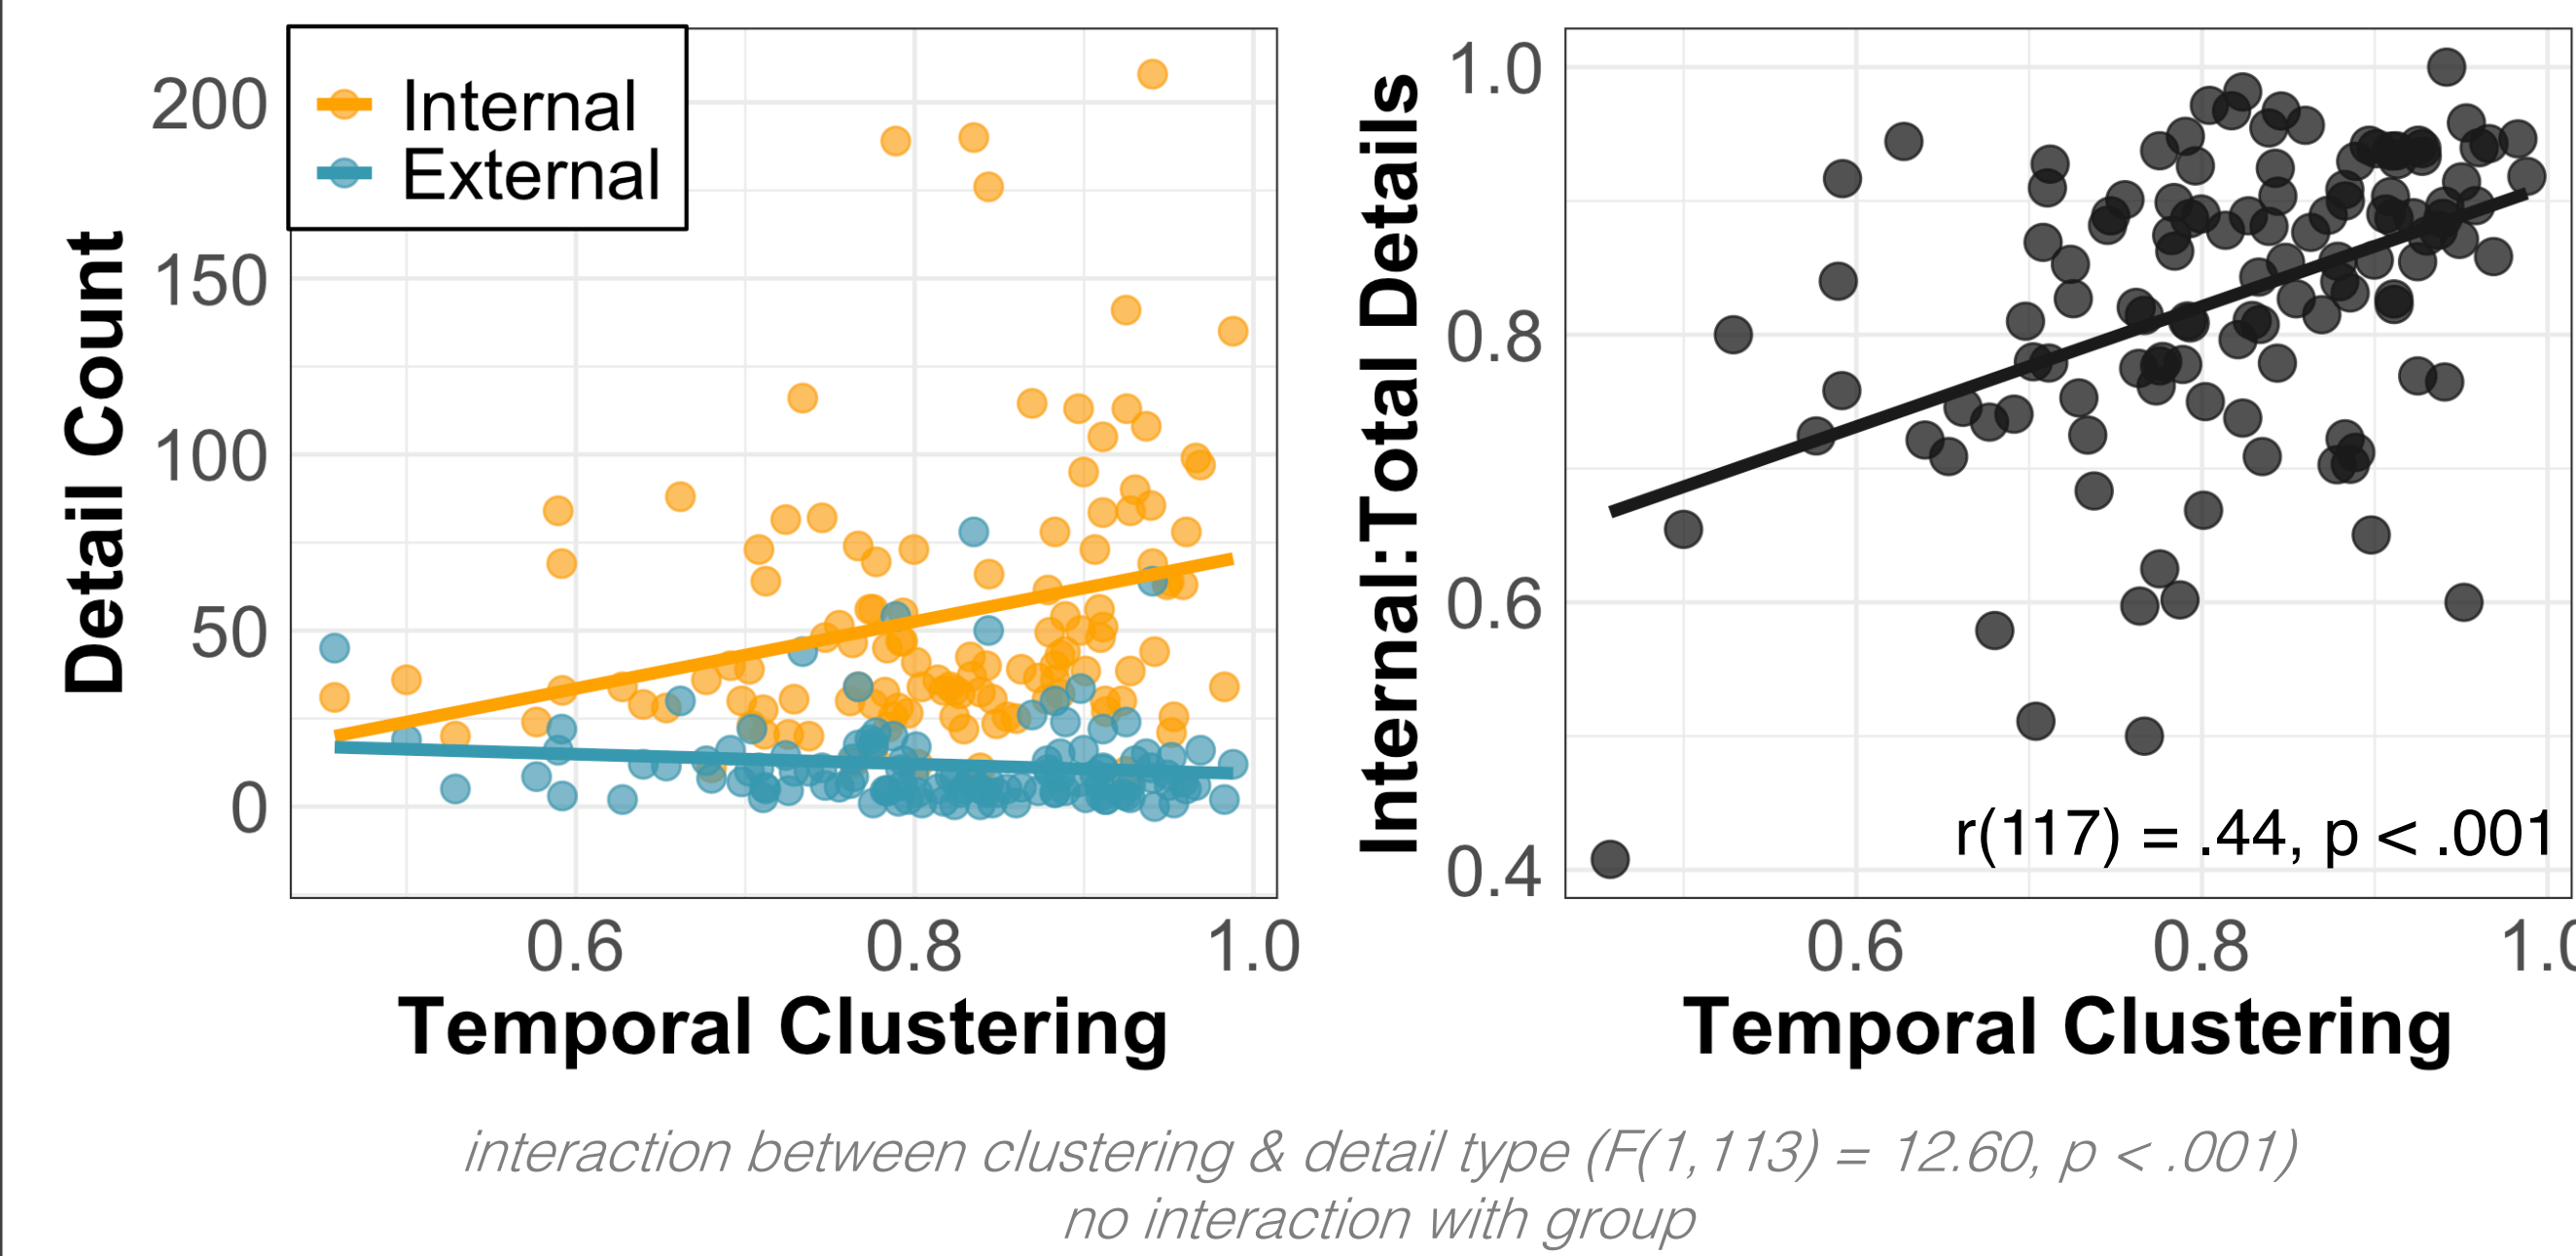 Internal
External
Detail Count
200
150
100
50
0
0.6 0.8 1.0
Temporal Clustering
Internal:Total Details
1.0
0.8
0.6
0.4
r(117) = .44, p < .001
0.6 0.8 1.0
Temporal Clustering
interaction between clustering & detail type (F(1,113) = 12.60, p < .001)
no interaction with group